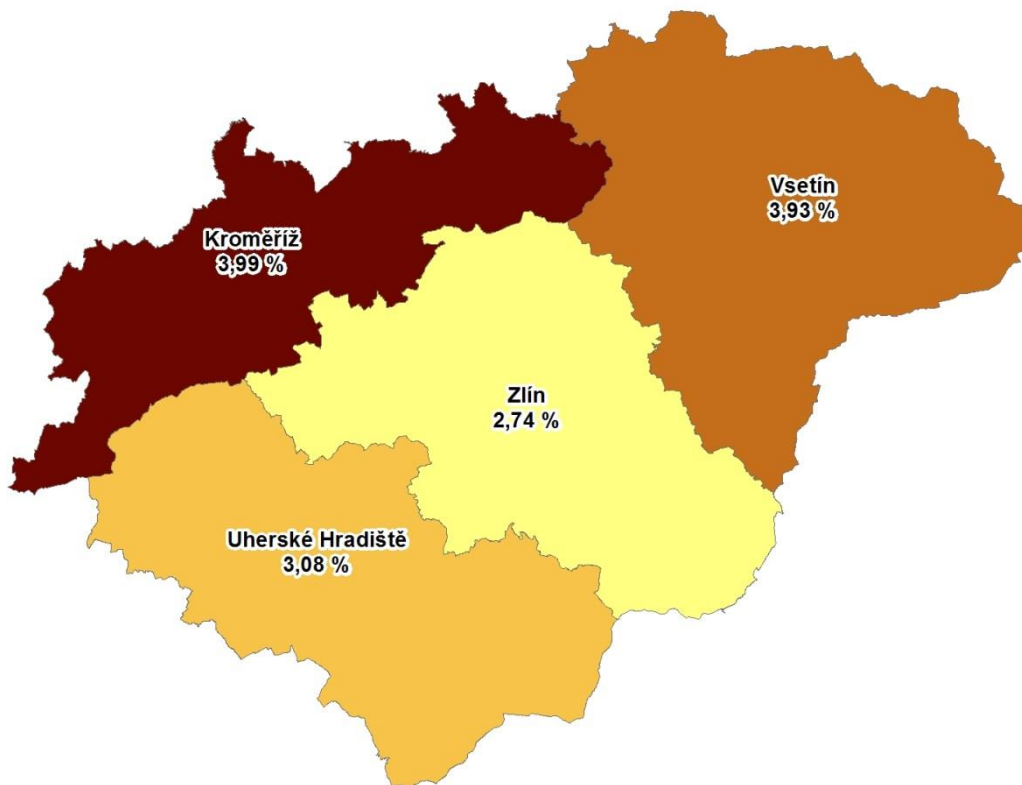 Vsetín
3,93 %
Kroměříž
3,99 %
Zlín
2,74 %
Uherské Hradiště
3,08 %